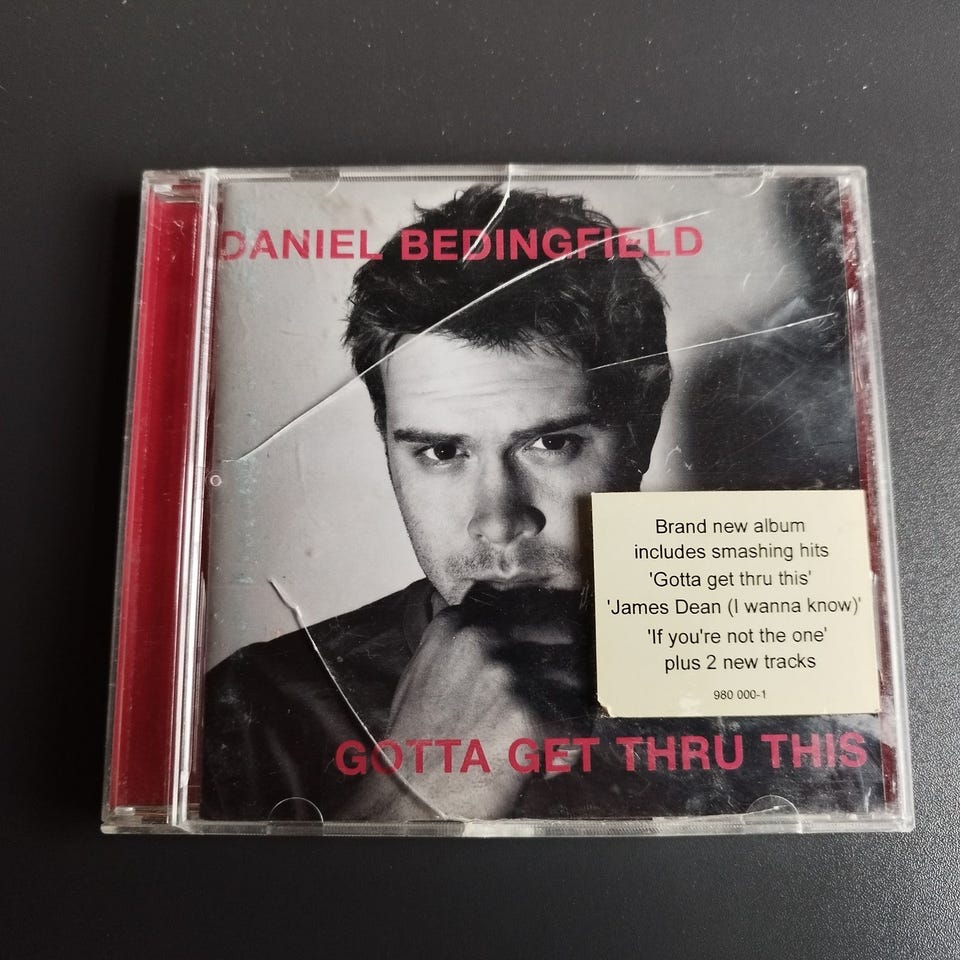 DANIEL BEDINGFIELD
Brand new album
includes smashing hits
'Gotta get thru this'
'James Dean (I wanna know)'
'If you're not the one'
plus 2 new tracks
980 000-1
GOTTA GET THRU THIS